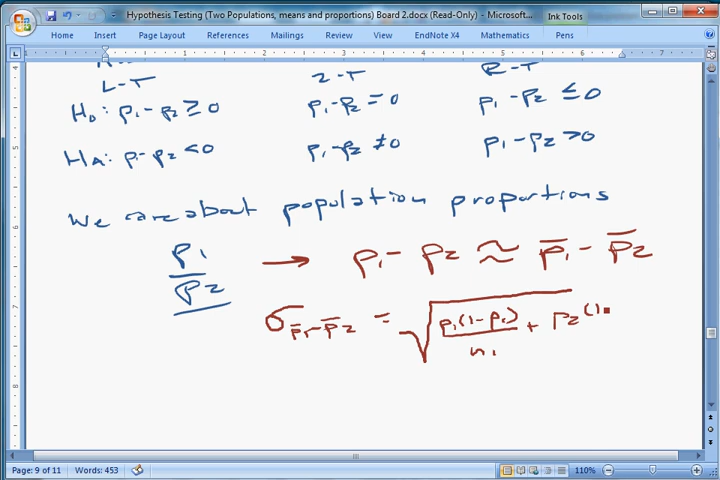 Hypothesis Testing (Two Populations, means and proportions) Board 2.docx (Read-Only) - Microsoft...
Ink Tools
Home Insert Page Layout References Mailings Review View EndNote X4 Mathematics Pens
L-T 2-T R-T
H₀: p₁-p₂ ≥ 0 p₁-p₂ = 0 p₁-p₂ ≤ 0
H_A: p₁-p₂ < 0 p₁-p₂ ≠ 0 p₁-p₂ > 0
We care about population proportions
p₁ → p₁ - p₂ ≈ p̄₁ - p̄₂
p₂
σ_p̄₁-p̄₂ = √ p₁(1-p₁)/n₁ + p₂(1
Page: 9 of 11 Words: 453 110%